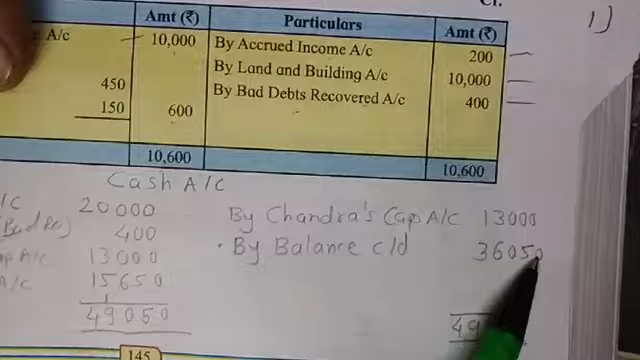 Cr.
1)
Amt (₹) Particulars Amt (₹)
A/c 10,000 By Accrued Income A/c 200
By Land and Building A/c 10,000
450 By Bad Debts Recovered A/c 400
150 600
10,600 10,600
Cash A/C
/C 20000 By Chandra's Cap A/C 13000
400 By Balance c/d 36050
A/C 13000
A/C 15650
49050 49
145